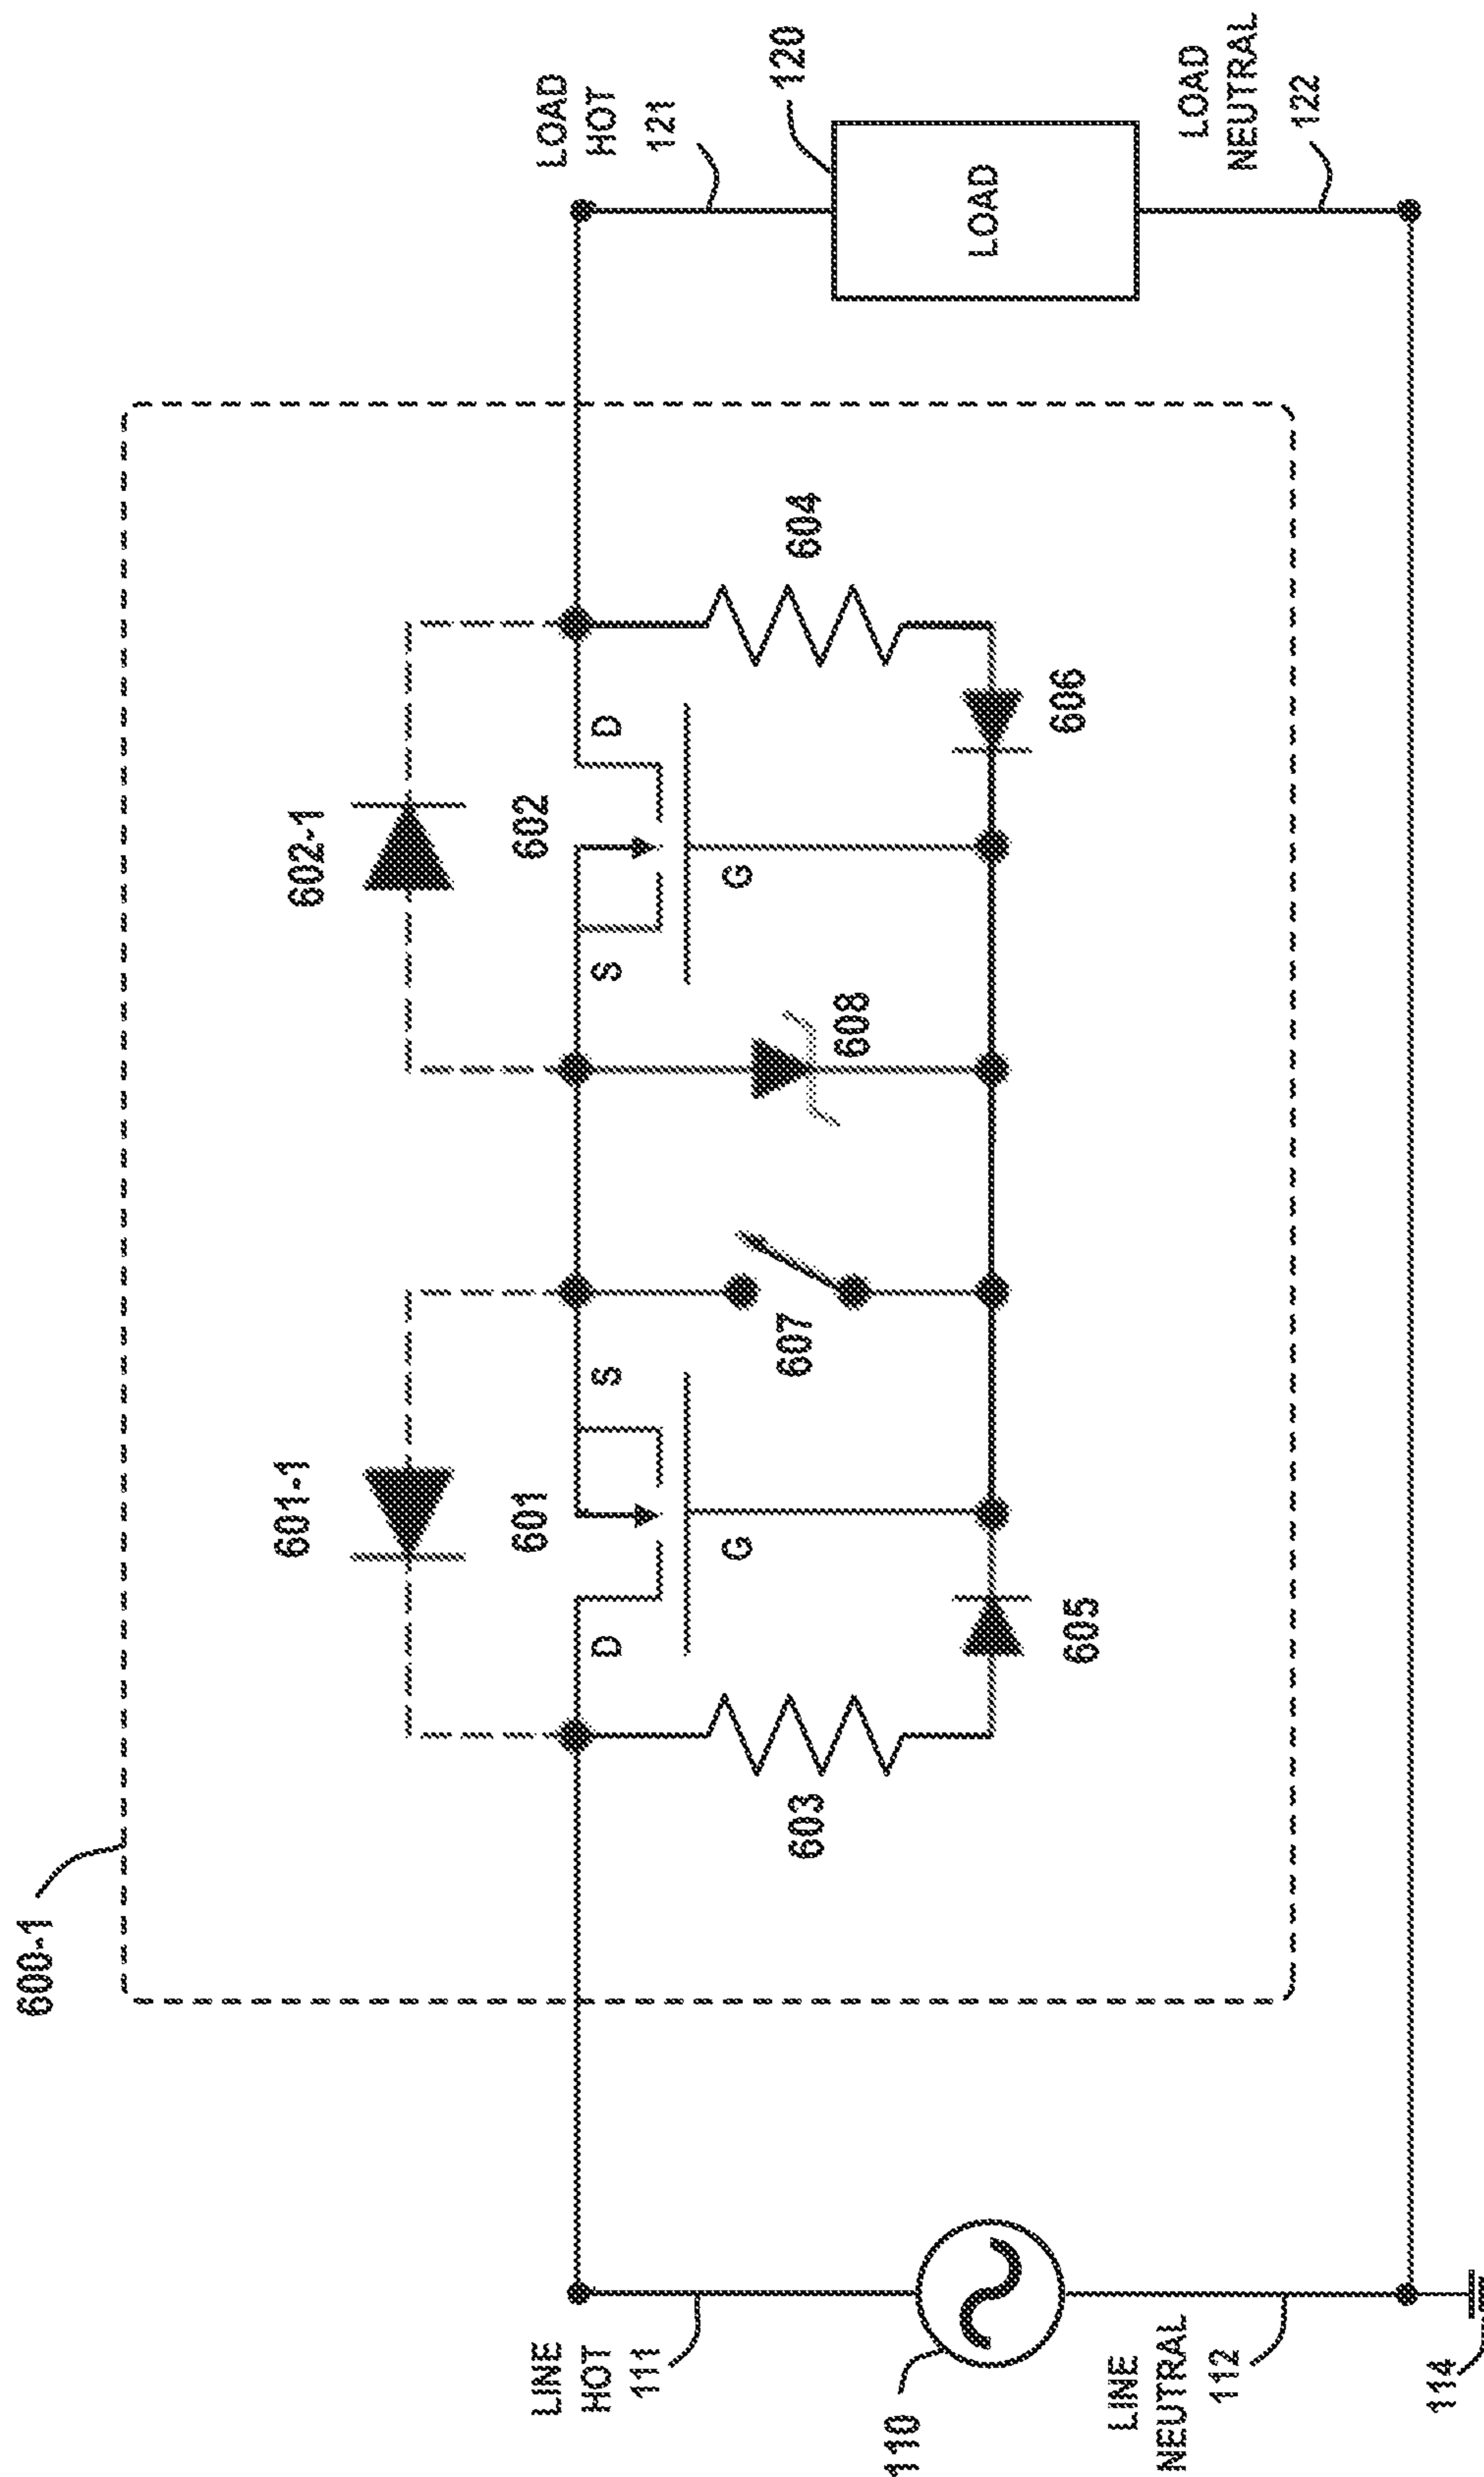 600-1
601-1
602-1
601
602
D
S
S
D
G
G
603
607
608
604
605
606
LINE
HOT
111
110
LINE
NEUTRAL
112
114
LOAD
HOT
121
120
LOAD
LOAD
NEUTRAL
122